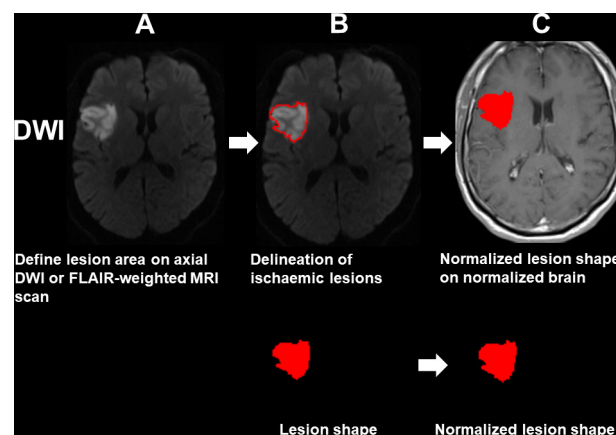 A
B
C
DWI
Define lesion area on axial
DWI or FLAIR-weighted MRI
scan
Delineation of
ischaemic lesions
Normalized lesion shape
on normalized brain
Lesion shape
Normalized lesion shape